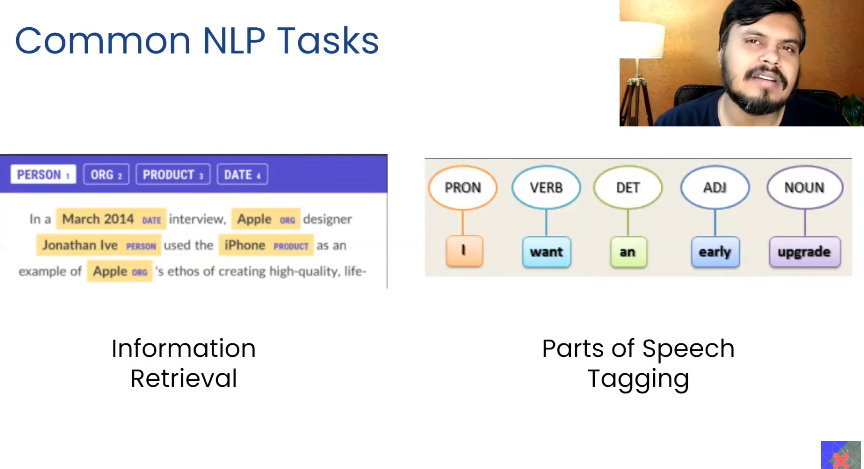 Common NLP Tasks
PERSON 1 ORG 2 PRODUCT 3 DATE 4
In a March 2014 DATE interview, Apple ORG designer
Jonathan Ive PERSON used the iPhone PRODUCT as an
example of Apple ORG 's ethos of creating high-quality, life-
PRON VERB DET ADJ NOUN
I want an early upgrade
Information
Retrieval
Parts of Speech
Tagging